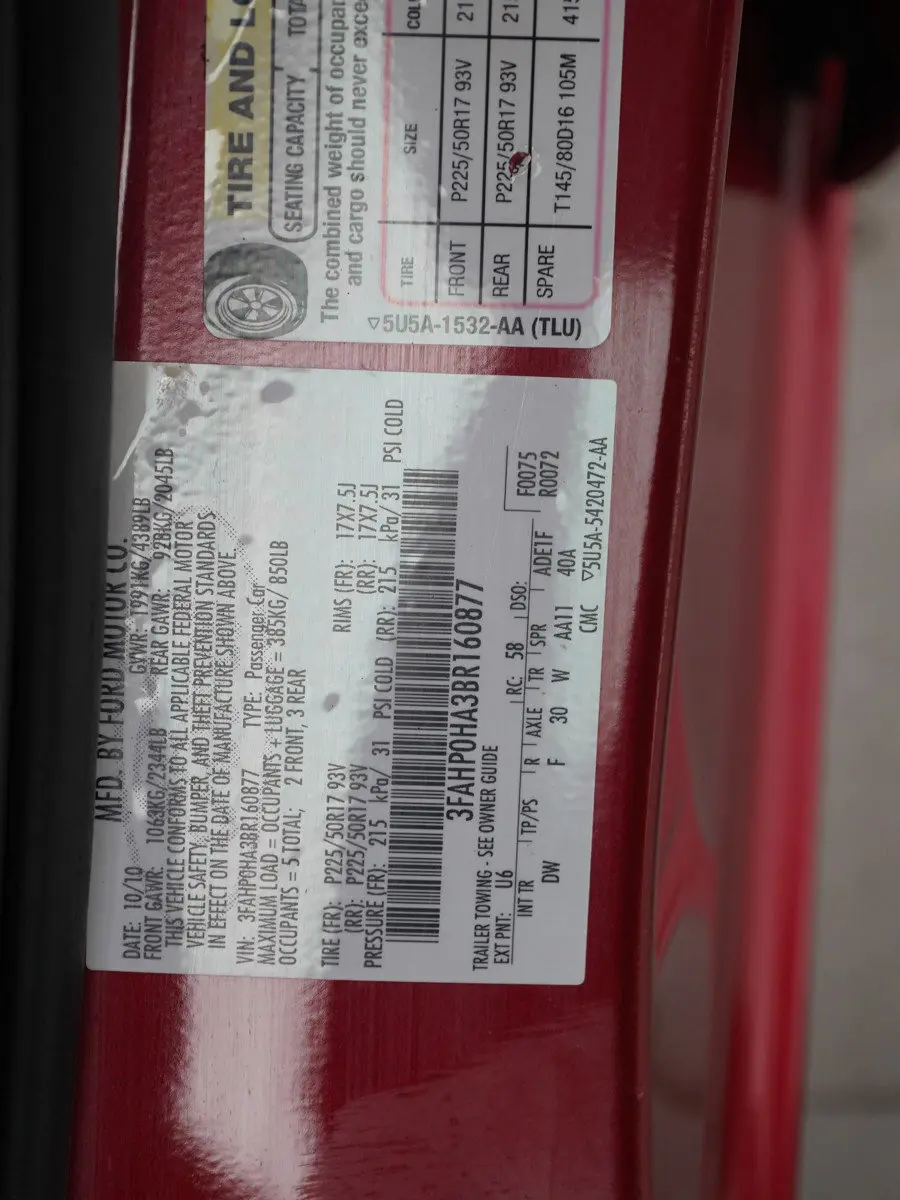 TIRE AND LO
SEATING CAPACITY TOTA
The combined weight of occupan
and cargo should never excee
TIRE SIZE COL
FRONT P225/50R17 93V 21
REAR P225/50R17 93V 21
SPARE T145/80D16 105M 415
▽5U5A-1532-AA (TLU)
MFD. BY FORD MOTOR CO.
DATE: 10/10 GVWR: 1991KG/4389LB
FRONT GAWR: 1063KG/2344LB REAR GAWR: 928KG/2045LB
THIS VEHICLE CONFORMS TO ALL APPLICABLE FEDERAL MOTOR
VEHICLE SAFETY, BUMPER, AND THEFT PREVENTION STANDARDS
IN EFFECT ON THE DATE OF MANUFACTURE SHOWN ABOVE
VIN: 3FAHP0HA3BR160877 TYPE: Passenger Car
MAXIMUM LOAD = OCCUPANTS + LUGGAGE = 385KG/ 850LB
OCCUPANTS = 5 TOTAL; 2 FRONT, 3 REAR
TIRE (FR): P225/50R17 93V RIMS (FR): 17X7.5J
(RR): P225/50R17 93V (RR): 17X7.5J
PRESSURE (FR): 215 kPa/ 31 PSI COLD (RR): 215 kPa/ 31 PSI COLD
3FAHP0HA3BR160877
TRAILER TOWING - SEE OWNER GUIDE
EXT PNT: U6 RC: 58 DSO: F0075
INT TR TP/PS R AXLE TR SPR ADE1F R0072
DW F 30 W AA11 40A
CMC ▽5U5A-5420472-AA